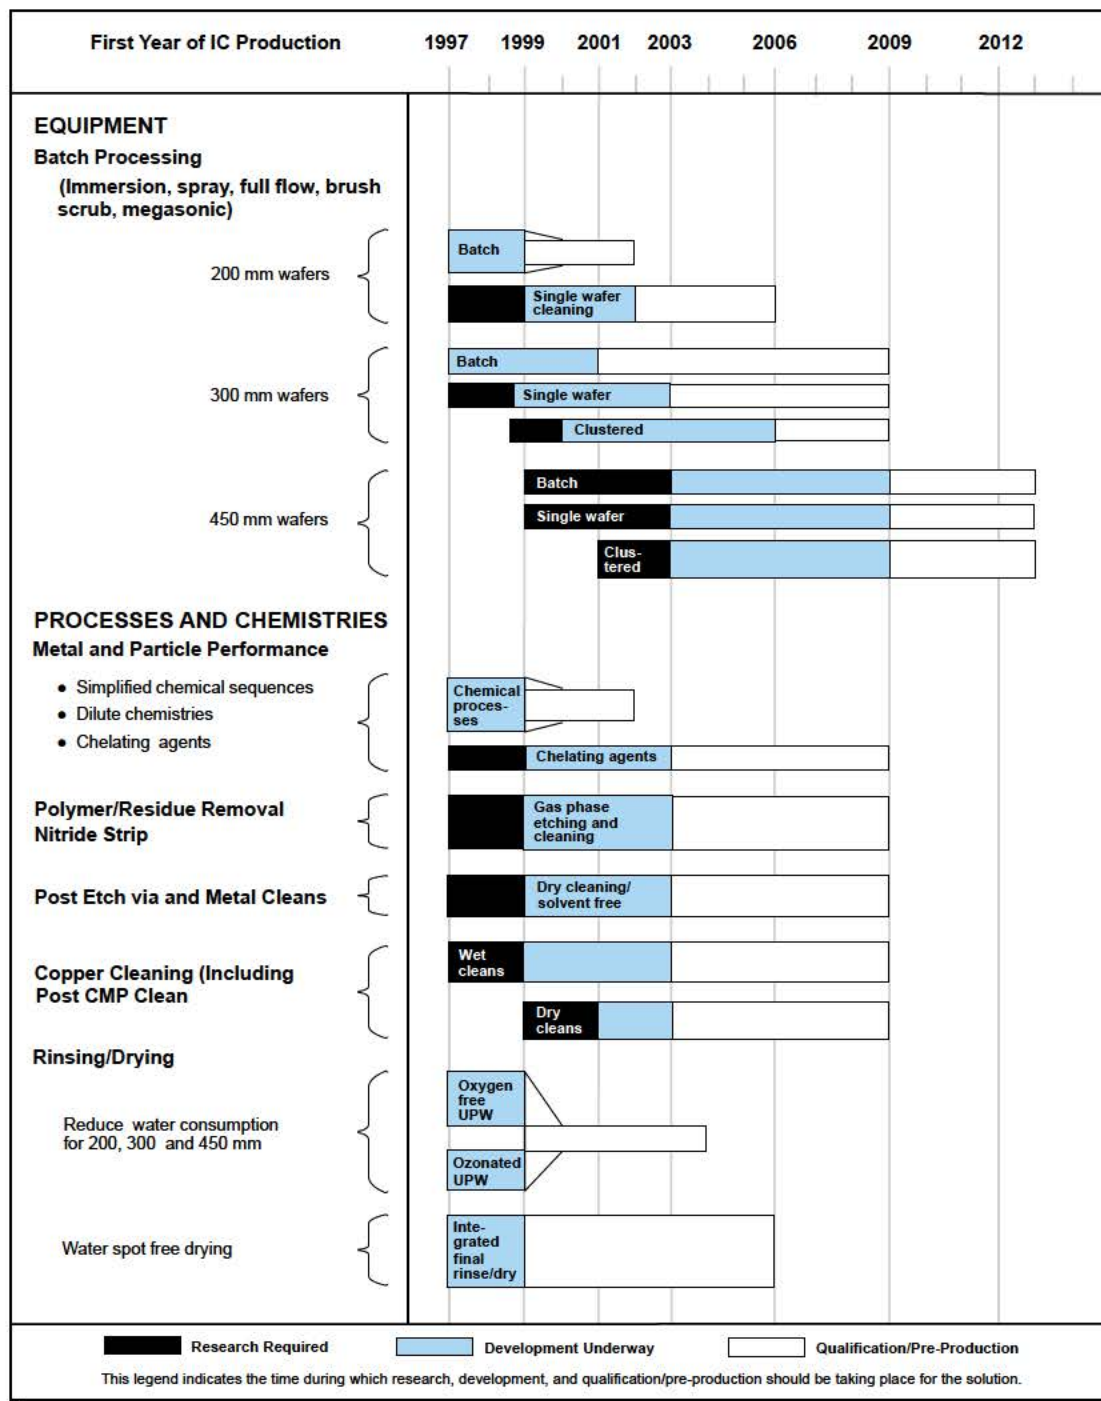 First Year of IC Production 1997 1999 2001 2003 2006 2009 2012
EQUIPMENT
Batch Processing
(Immersion, spray, full flow, brush
scrub, megasonic)
200 mm wafers
Batch
Single wafer
cleaning
300 mm wafers
Batch
Single wafer
Clustered
450 mm wafers
Batch
Single wafer
Clus-
tered
PROCESSES AND CHEMISTRIES
Metal and Particle Performance
● Simplified chemical sequences
● Dilute chemistries
● Chelating agents
Chemical
proces-
ses
Chelating agents
Polymer/Residue Removal
Nitride Strip
Gas phase
etching and
cleaning
Post Etch via and Metal Cleans
Dry cleaning/
solvent free
Copper Cleaning (Including
Post CMP Clean
Wet
cleans
Dry
cleans
Rinsing/Drying
Reduce water consumption
for 200, 300 and 450 mm
Oxygen
free
UPW
Ozonated
UPW
Water spot free drying
Inte-
grated
final
rinse/dry
Research Required Development Underway Qualification/Pre-Production
This legend indicates the time during which research, development, and qualification/pre-production should be taking place for the solution.